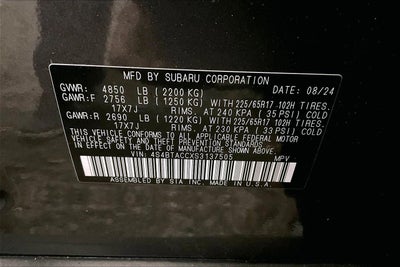 MFD BY SUBARU CORPORATION DATE: 08/24
GVWR: 4850 LB (2200 KG)
GAWR:F 2756 LB (1250 KG) WITH 225/65R17 102H TIRES,
17X7J RIMS, AT 240 KPA (35 PSI) COLD
GAWR:R 2690 LB (1220 KG) WITH 225/65R17 102H TIRES,
17X7J RIMS, AT 230 KPA (33 PSI) COLD
THIS VEHICLE CONFORMS TO ALL APPLICABLE FEDERAL MOTOR
VEHICLE SAFETY AND THEFT PREVENTION STANDARDS
IN EFFECT ON THE DATE OF MANUFACTURE SHOWN ABOVE.
VIN: 4S4BTACCXS3137505 MPV
ASSEMBLED BY SIA INC. MADE IN U.S.A.